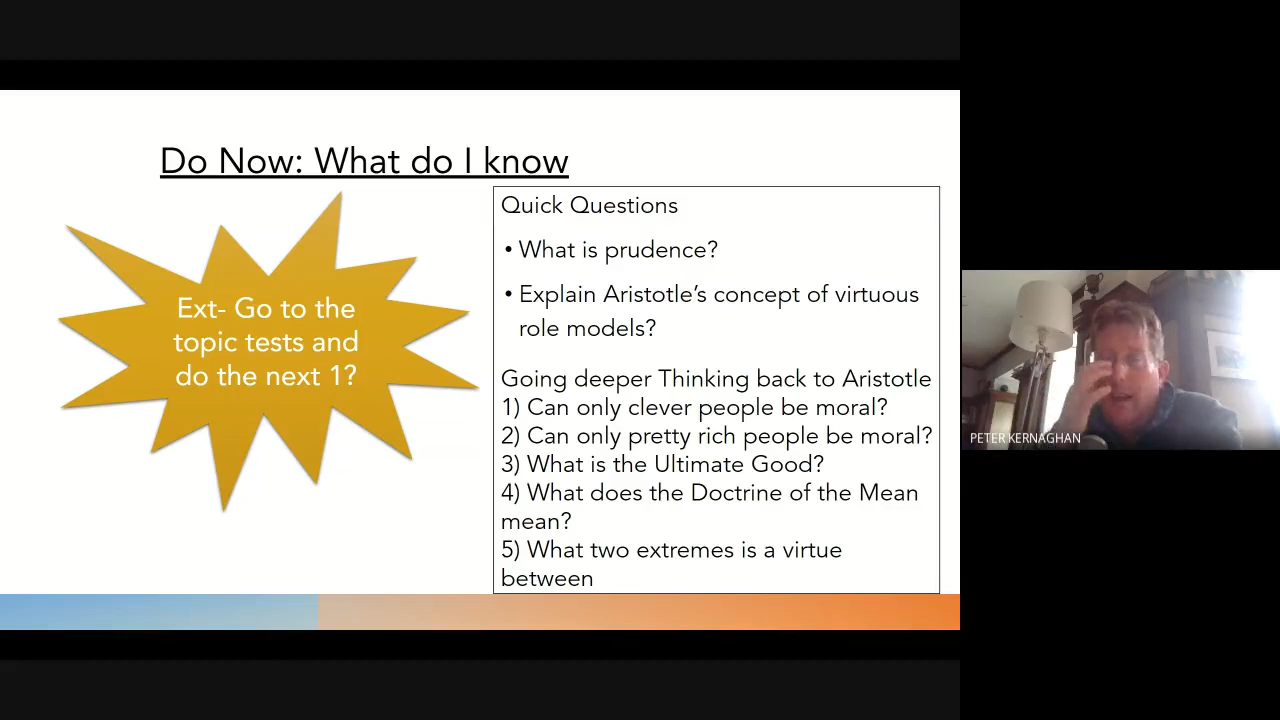 Do Now: What do I know
Ext- Go to the
topic tests and
do the next 1?
Quick Questions
• What is prudence?
• Explain Aristotle's concept of virtuous
role models?
Going deeper Thinking back to Aristotle
1) Can only clever people be moral?
2) Can only pretty rich people be moral?
3) What is the Ultimate Good?
4) What does the Doctrine of the Mean
mean?
5) What two extremes is a virtue
between
PETER KERNAGHAN